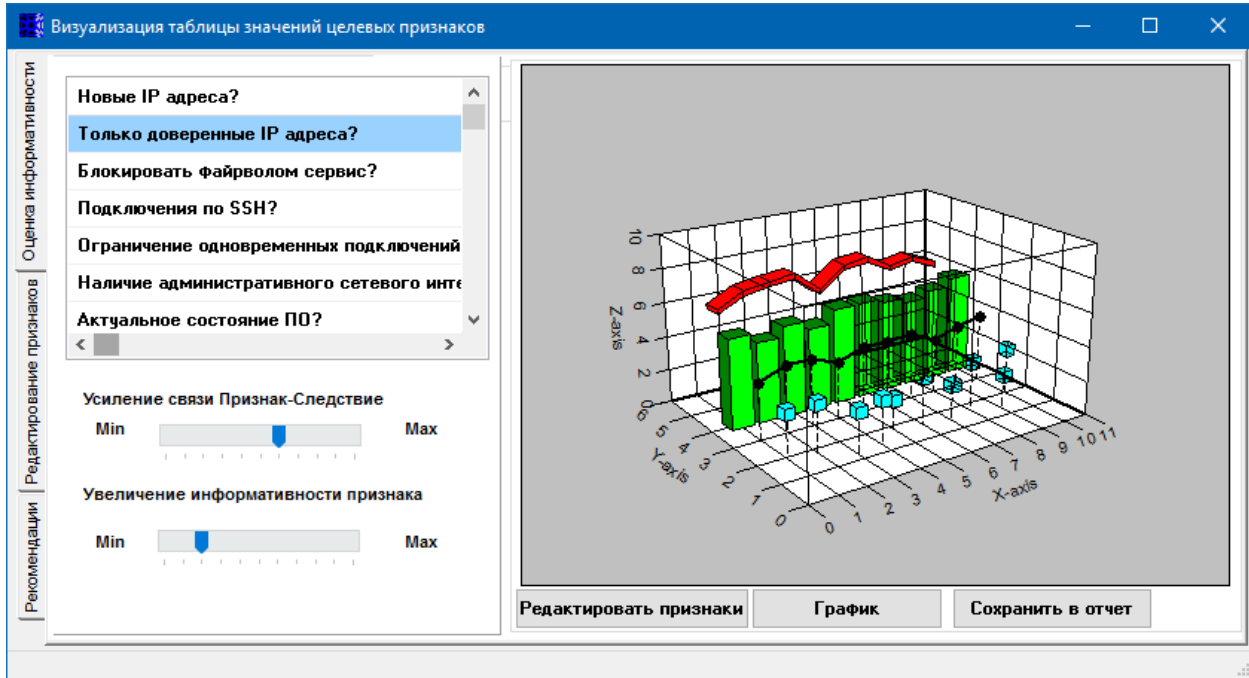 Визуализация таблицы значений целевых признаков
Оценка информативности
Редактирование признаков
Рекомендации
Новые IP адреса?
Только доверенные IP адреса?
Блокировать файрволом сервис?
Подключения по SSH?
Ограничение одновременных подключений
Наличие административного сетевого инте
Актуальное состояние ПО?
Усиление связи Признак-Следствие
Min Max
Увеличение информативности признака
Min Max
Z-axis
10
8
6
4
2
0
Y-axis
6 5 4 3 2 1 0
X-axis
0 1 2 3 4 5 6 7 8 9 10 11
Редактировать признаки
График
Сохранить в отчет